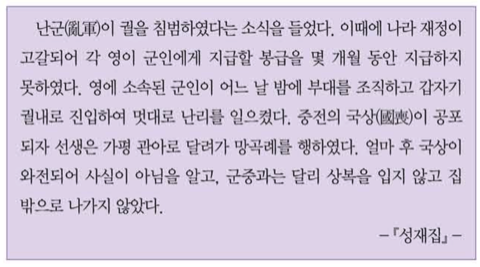 난군(亂軍)이 궐을 침범하였다는 소식을 들었다. 이때에 나라 재정이
고갈되어 각 영이 군인에게 지급할 봉급을 몇 개월 동안 지급하지
못하였다. 영에 소속된 군인이 어느 날 밤에 부대를 조직하고 갑자기
궐내로 진입하여 멋대로 난리를 일으켰다. 중전의 국상(國喪)이 공포
되자 선생은 가평 관아로 달려가 망곡례를 행하였다. 얼마 후 국상이
와전되어 사실이 아님을 알고, 군중과는 달리 상복을 입지 않고 집
밖으로 나가지 않았다.
-『성재집』-